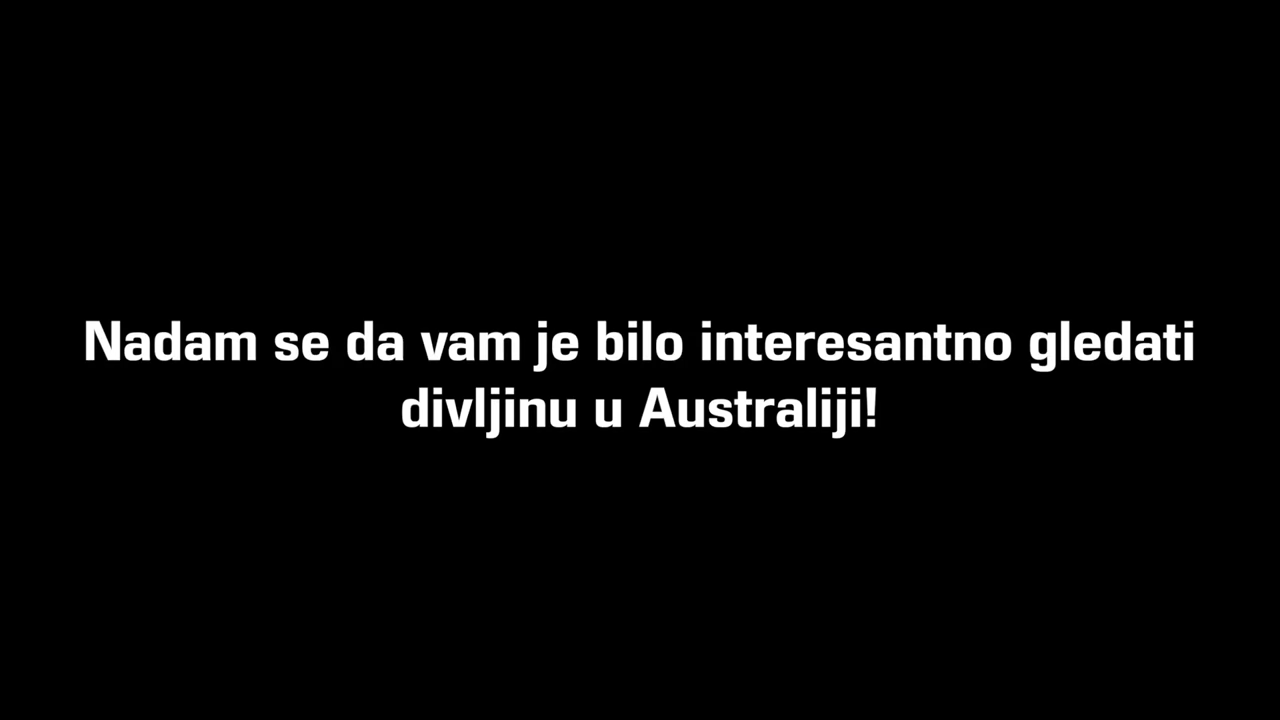 Nadam se da vam je bilo interesantno gledati
divljinu u Australiji!